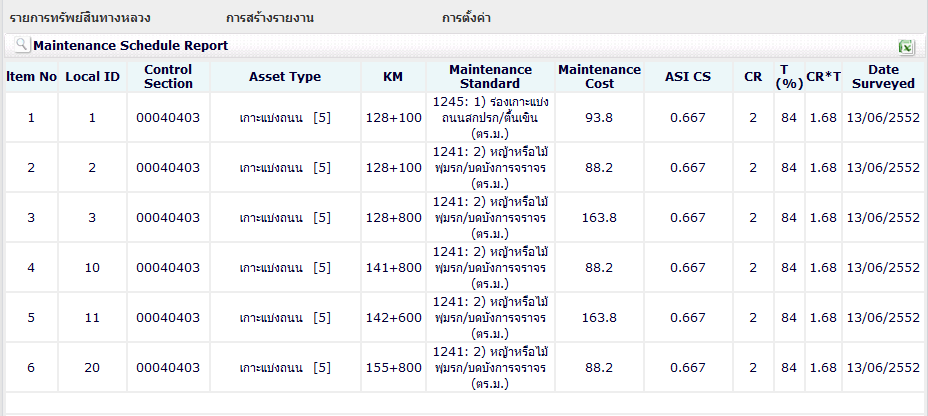 รายการทรัพย์สินทางหลวง การสร้างรายงาน การตั้งค่า
Maintenance Schedule Report
Item No Local ID Control Section Asset Type KM Maintenance Standard Maintenance Cost ASI CS CR T (%) CR*T Date Surveyed
1 1 00040403 เกาะแบ่งถนน [5] 128+100 1245: 1) ร่องเกาะแบ่ง ถนนสกปรก/ตื้นเขิน (ตร.ม.) 93.8 0.667 2 84 1.68 13/06/2552
2 2 00040403 เกาะแบ่งถนน [5] 128+100 1241: 2) หญ้าหรือไม้ พุ่มรก/บดบังการจราจร (ตร.ม.) 88.2 0.667 2 84 1.68 13/06/2552
3 3 00040403 เกาะแบ่งถนน [5] 128+800 1241: 2) หญ้าหรือไม้ พุ่มรก/บดบังการจราจร (ตร.ม.) 163.8 0.667 2 84 1.68 13/06/2552
4 10 00040403 เกาะแบ่งถนน [5] 141+800 1241: 2) หญ้าหรือไม้ พุ่มรก/บดบังการจราจร (ตร.ม.) 88.2 0.667 2 84 1.68 13/06/2552
5 11 00040403 เกาะแบ่งถนน [5] 142+600 1241: 2) หญ้าหรือไม้ พุ่มรก/บดบังการจราจร (ตร.ม.) 163.8 0.667 2 84 1.68 13/06/2552
6 20 00040403 เกาะแบ่งถนน [5] 155+800 1241: 2) หญ้าหรือไม้ พุ่มรก/บดบังการจราจร (ตร.ม.) 88.2 0.667 2 84 1.68 13/06/2552